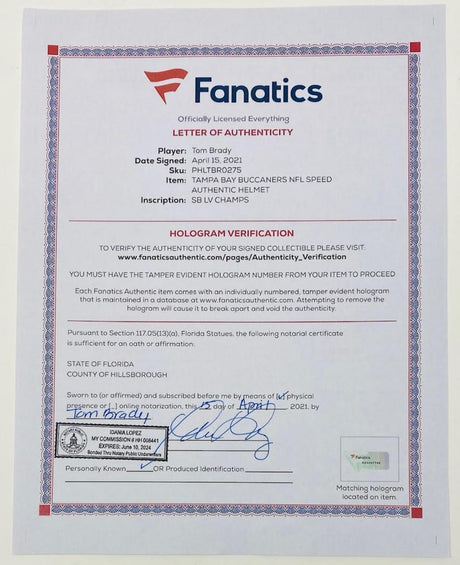 Fanatics
Officially Licensed Everything
LETTER OF AUTHENTICITY
Player: Tom Brady
Date Signed: April 15, 2021
Sku: PHLTBR0275
Item: TAMPA BAY BUCCANERS NFL SPEED
AUTHENTIC HELMET
Inscription: SB LV CHAMPS
HOLOGRAM VERIFICATION
TO VERIFY THE AUTHENTICITY OF YOUR SIGNED COLLECTIBLE PLEASE VISIT:
www.fanaticsauthentic.com/pages/Authenticity_Verification
YOU MUST HAVE THE TAMPER EVIDENT HOLOGRAM NUMBER FROM YOUR ITEM TO PROCEED
Each Fanatics Authentic item comes with an individually numbered, tamper evident hologram
that is maintained in a database at www.fanaticsauthentic.com. Attempting to remove the
hologram will cause it to break apart and void the authenticity.
Pursuant to Section 117.05(13)(a), Florida Statues, the following notarial certificate
is sufficient for an oath or affirmation.
STATE OF FLORIDA
COUNTY OF HILLSBOROUGH
Sworn to (or affirmed) and subscribed before me by means of [✓] physical
presence or [_] online notarization, this 15 day of April 2021, by
Tom Brady
IDANIA LOPEZ
MY COMMISSION # HH 006441
EXPIRES: June 10, 2024
Bonded Thru Notary Public Underwriters
Personally Known ✓ OR Produced Identification
Fanatics
Matching hologram
located on item.